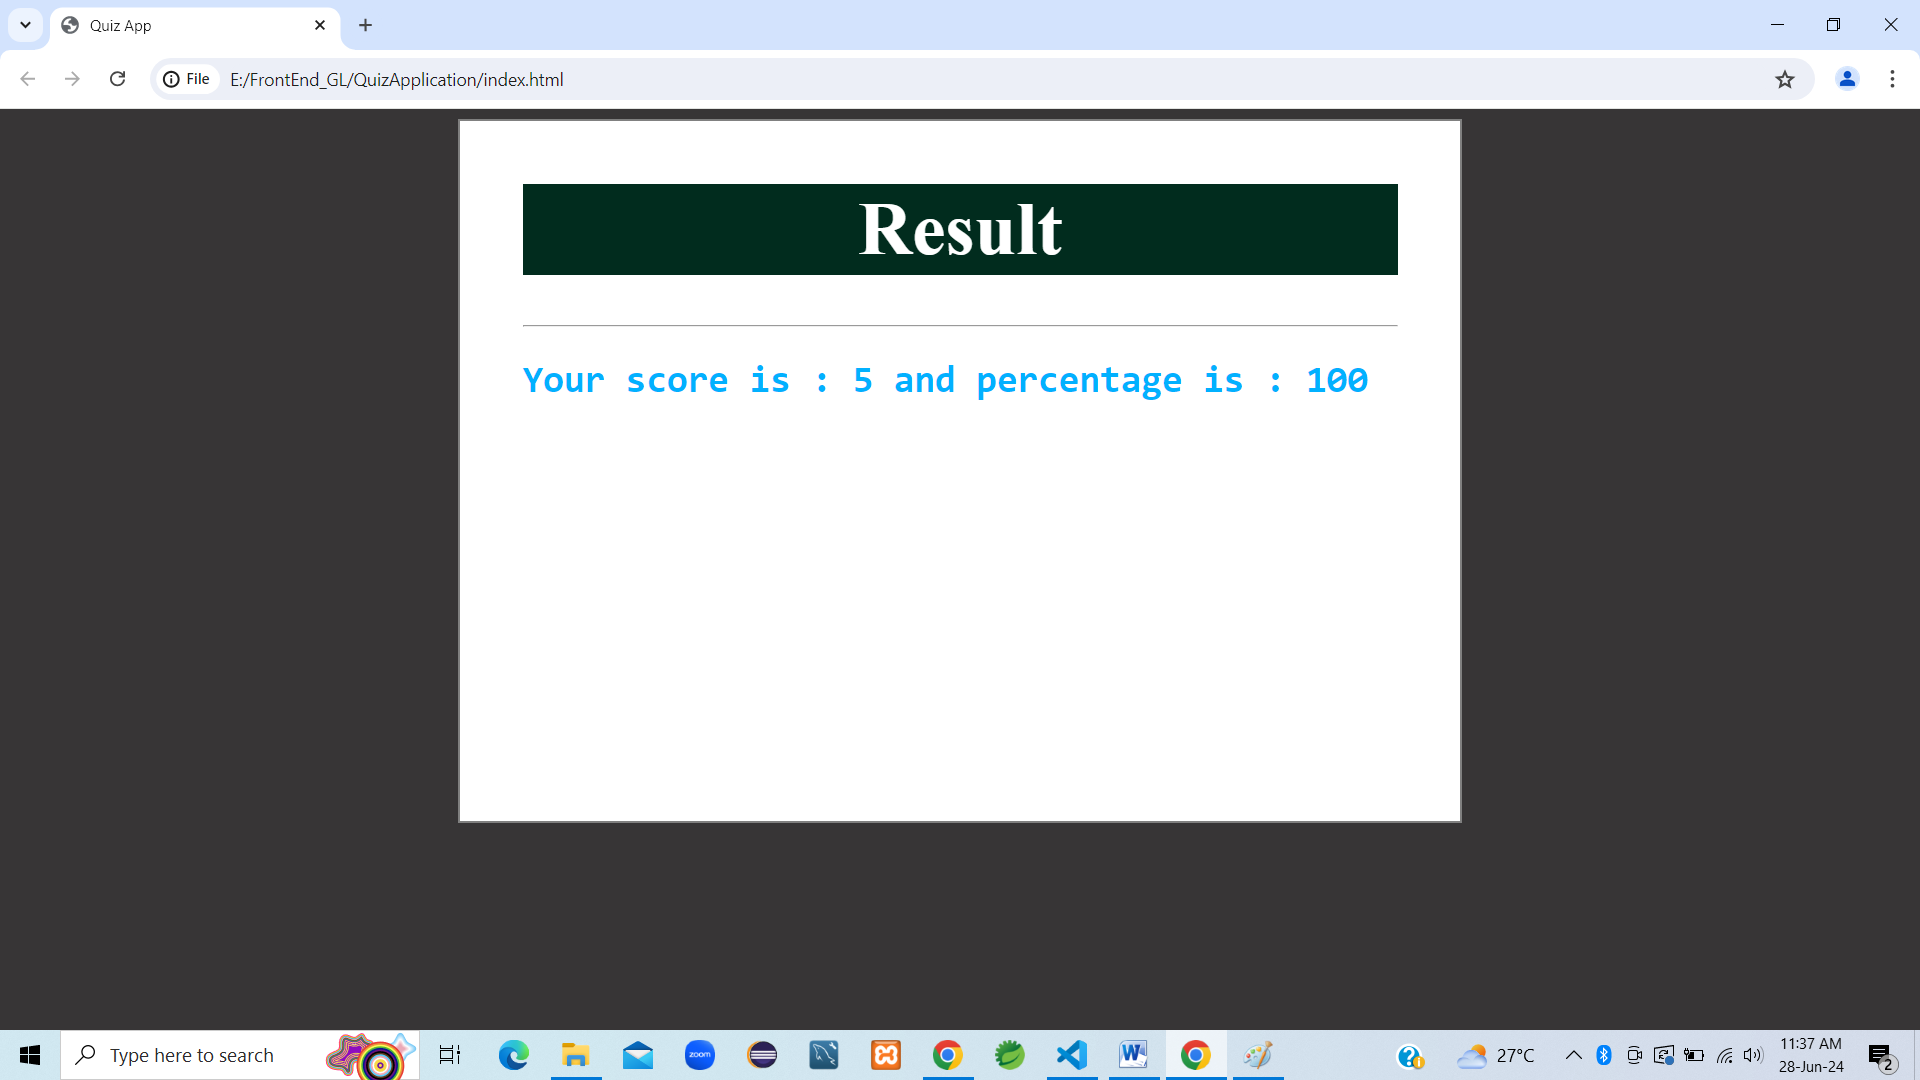 Quiz App
File
E:/FrontEnd_GL/QuizApplication/index.html
Result
Your score is : 5 and percentage is : 100
Type here to search
zoom
27°C
11:37 AM
28-Jun-24
2